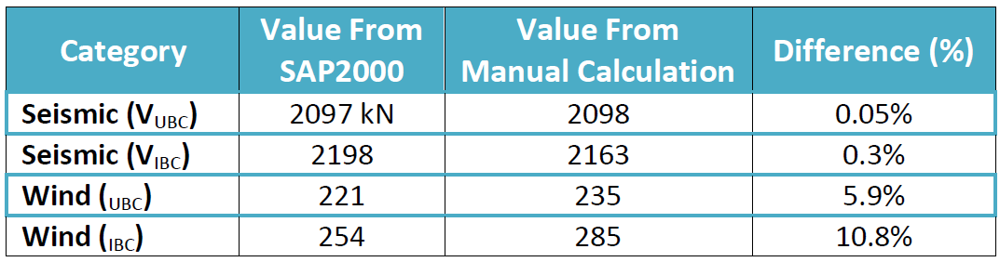 Category Value From SAP2000 Value From Manual Calculation Difference (%)
Seismic (VUBC) 2097 kN 2098 0.05%
Seismic (VIBC) 2198 2163 0.3%
Wind (UBC) 221 235 5.9%
Wind (IBC) 254 285 10.8%